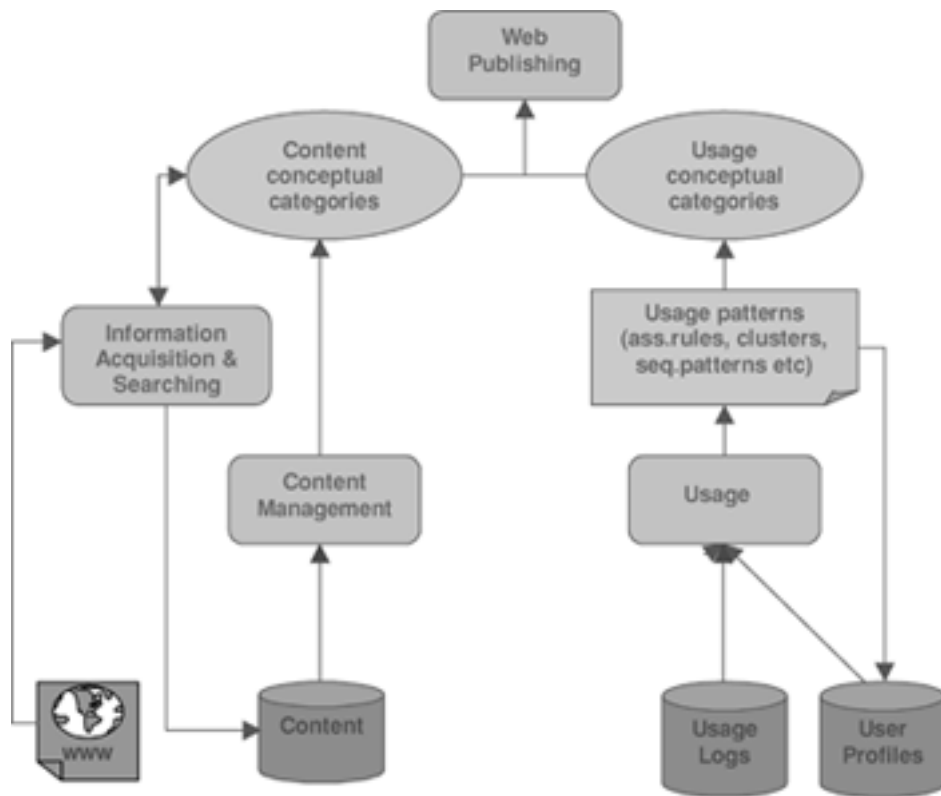 Web
Publishing
Content
conceptual
categories
Usage
conceptual
categories
Information
Acquisition &
Searching
Usage patterns
(ass.rules, clusters,
seq.patterns etc)
Content
Management
Usage
www
Content
Usage
Logs
User
Profiles